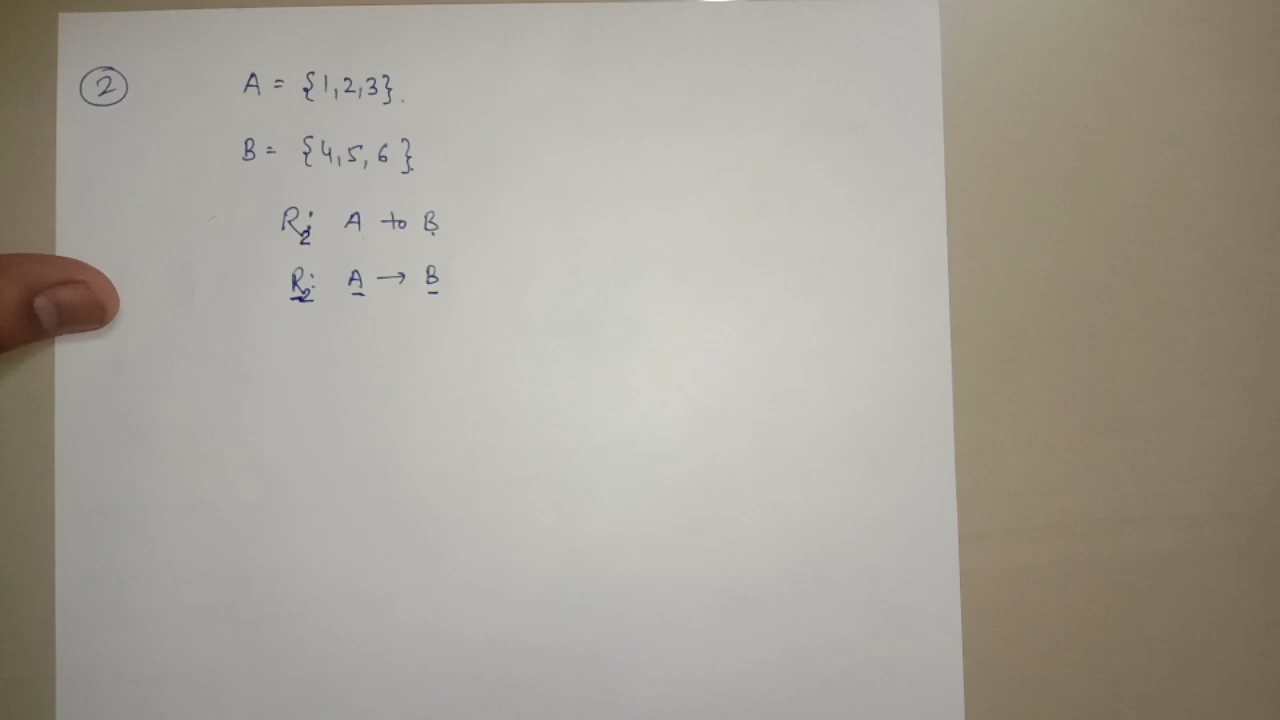 2 A = {1,2,3}.
B = {4,5,6}.
R₂: A to B
R₂: A → B